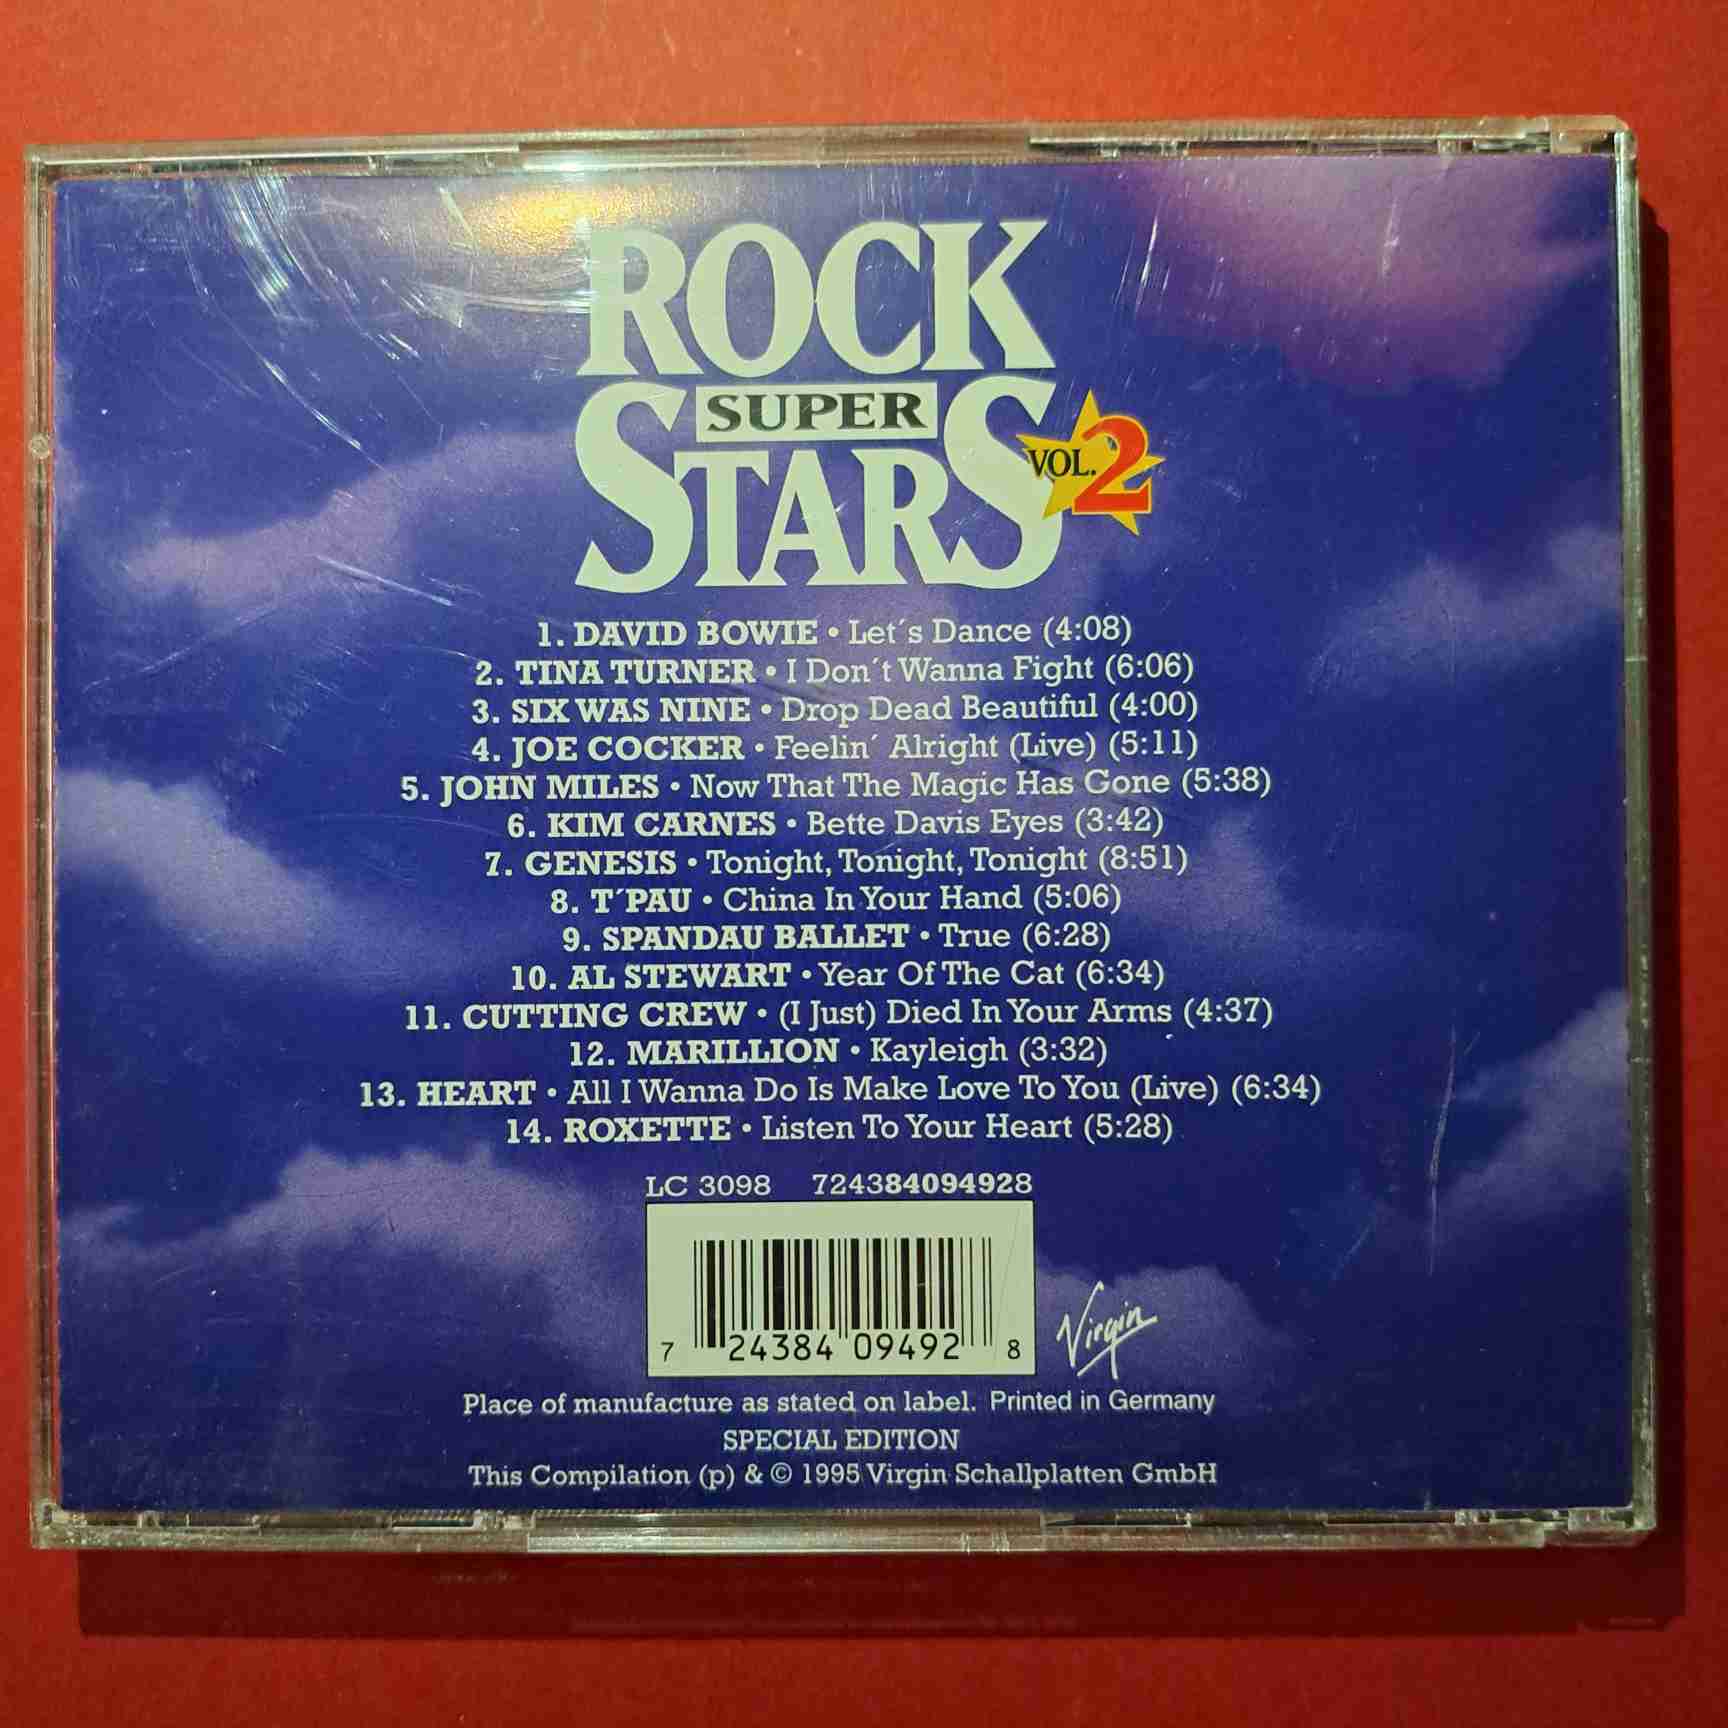 ROCK
SUPER
STARS
VOL. 2
1. DAVID BOWIE • Let´s Dance (4:08)
2. TINA TURNER • I Don´t Wanna Fight (6:06)
3. SIX WAS NINE • Drop Dead Beautiful (4:00)
4. JOE COCKER • Feelin´ Alright (Live) (5:11)
5. JOHN MILES • Now That The Magic Has Gone (5:38)
6. KIM CARNES • Bette Davis Eyes (3:42)
7. GENESIS • Tonight, Tonight, Tonight (8:51)
8. T´PAU • China In Your Hand (5:06)
9. SPANDAU BALLET • True (6:28)
10. AL STEWART • Year Of The Cat (6:34)
11. CUTTING CREW • (I Just) Died In Your Arms (4:37)
12. MARILLION • Kayleigh (3:32)
13. HEART • All I Wanna Do Is Make Love To You (Live) (6:34)
14. ROXETTE • Listen To Your Heart (5:28)
LC 3098 724384094928
7 24384 09492 8
Virgin
Place of manufacture as stated on label. Printed in Germany
SPECIAL EDITION
This Compilation (p) & © 1995 Virgin Schallplatten GmbH